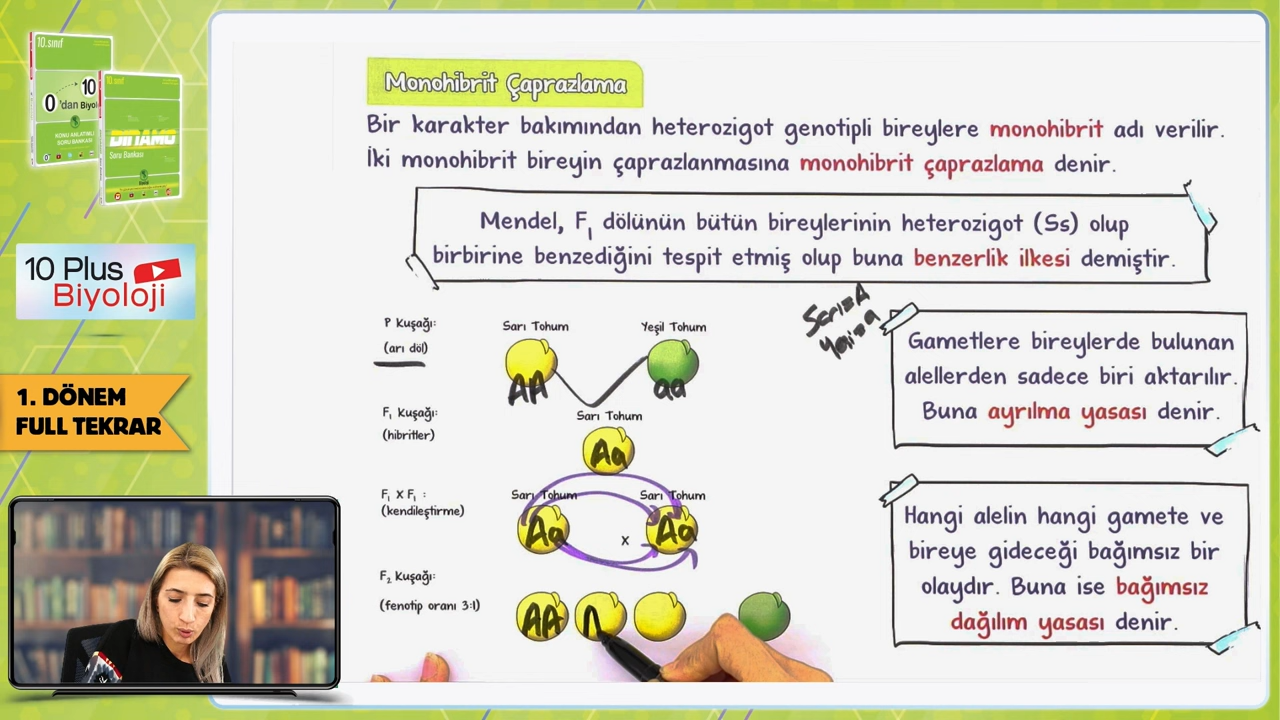 10.sınıf
0
10
'dan Biyoloji
KONU ANLATIMLI
SORU BANKASI
10.sınıf
DİNAMO
Soru Bankası
10 Plus
Biyoloji
1. DÖNEM
FULL TEKRAR
Monohibrit Çaprazlama
Bir karakter bakımından heterozigot genotipli bireylere monohibrit adı verilir.
İki monohibrit bireyin çaprazlanmasına monohibrit çaprazlama denir.
Mendel, F1 dölünün bütün bireylerinin heterozigot (Ss) olup
birbirine benzediğini tespit etmiş olup buna benzerlik ilkesi demiştir.
Sarı=A
P Kuşağı:
(arı döl)
Sarı Tohum
Yeşil Tohum
AA
aa
F1 Kuşağı:
(hibritler)
Sarı Tohum
Aa
F1 X F1 :
(kendileştirme)
Sarı Tohum
Sarı Tohum
Aa
x
Aa
F2 Kuşağı:
(fenotip oranı 3:1)
AA
Gametlere bireylerde bulunan
alellerden sadece biri aktarılır.
Buna ayrılma yasası denir.
Hangi alelin hangi gamete ve
bireye gideceği bağımsız bir
olaydır. Buna ise bağımsız
dağılım yasası denir.